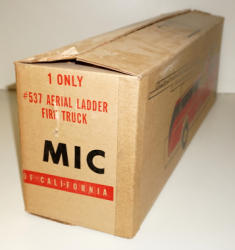 1 ONLY
#537 AERIAL LADDER
FIRE TRUCK
MIC
OF CALIFORNIA